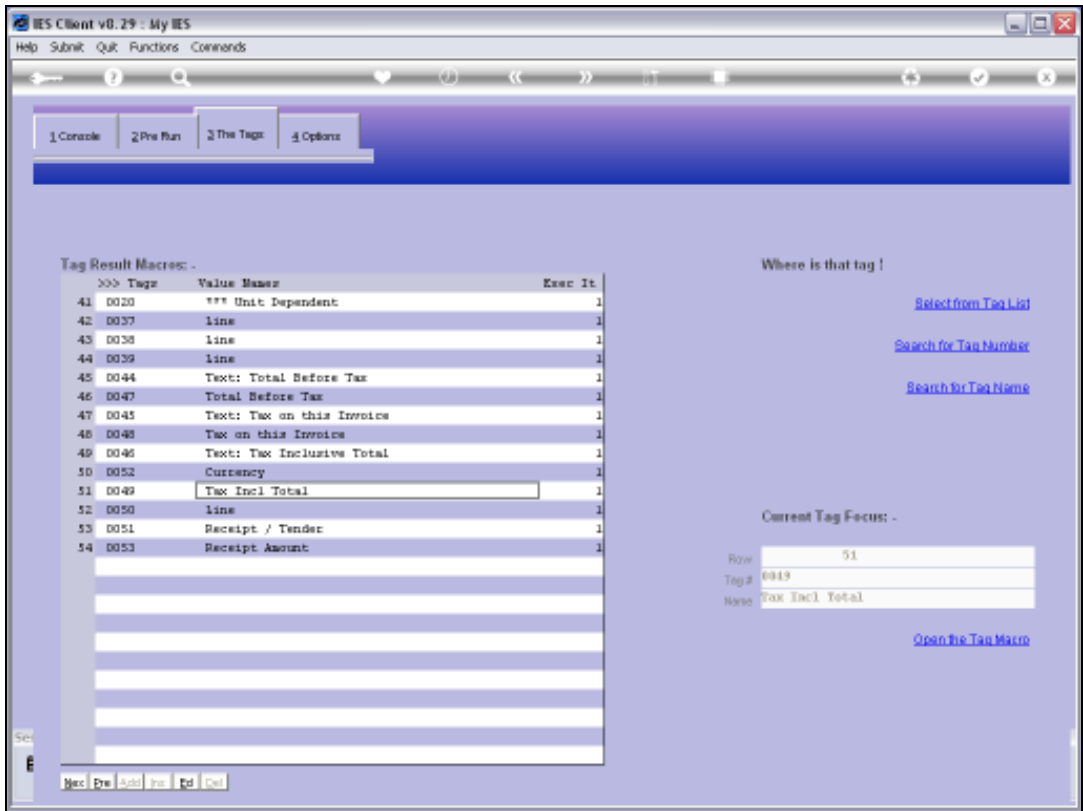 IES Client v8.29 : My IES
Help Submit Quit Functions Commands
1 Console 2 Pre Run 3 The Tags 4 Options
Tag Result Macros: -
Where is that tag !
>>> Tags Value Names Exec It
41 0020 *** Unit Dependent 1
42 0037 line 1
43 0038 line 1
44 0039 line 1
45 0044 Text: Total Before Tax 1
46 0047 Total Before Tax 1
47 0045 Text: Tax on this Invoice 1
48 0048 Tax on this Invoice 1
49 0046 Text: Tax Inclusive Total 1
50 0052 Currency 1
51 0049 Tax Incl Total 1
52 0050 line 1
53 0051 Receipt / Tender 1
54 0053 Receipt Amount 1
Select from Tag List
Search for Tag Number
Search for Tag Name
Current Tag Focus: -
Row 51
Tag # 0049
Name Tax Incl Total
Open the Tag Macro
Ses
Nex Pre Add Ins Ed Del